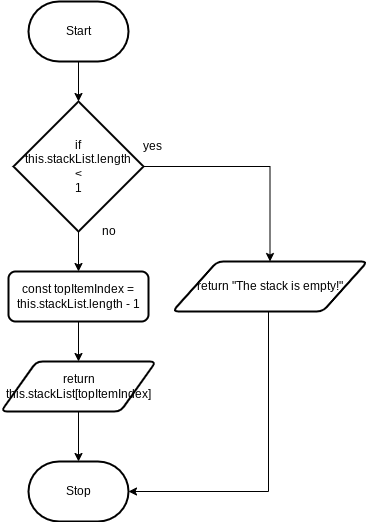 Start
if
this.stackList.length
<
1
yes
no
const topItemIndex =
this.stackList.length - 1
return "The stack is empty!"
return
this.stackList[topItemIndex]
Stop